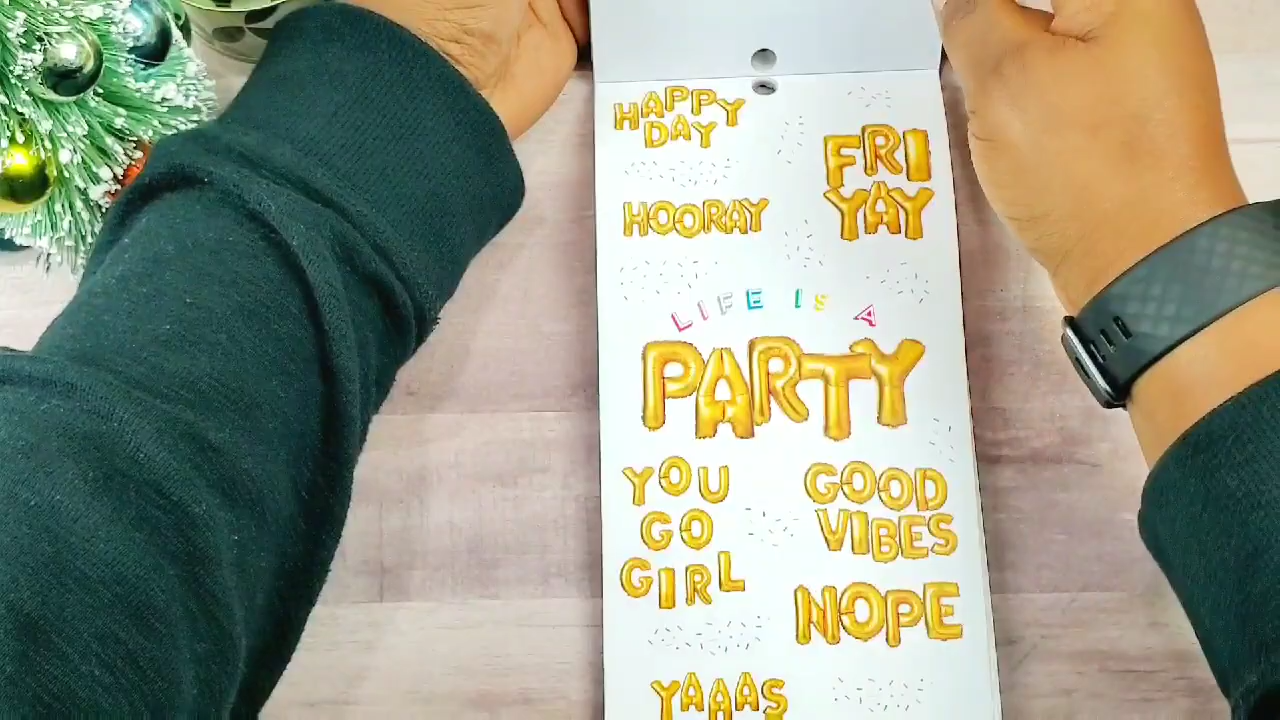 HAPPY
DAY
FRI
YAY
HOORAY
LIFE IS A
PARTY
YOU
GO
GIRL
GOOD
VIBES
NOPE
YAAAS